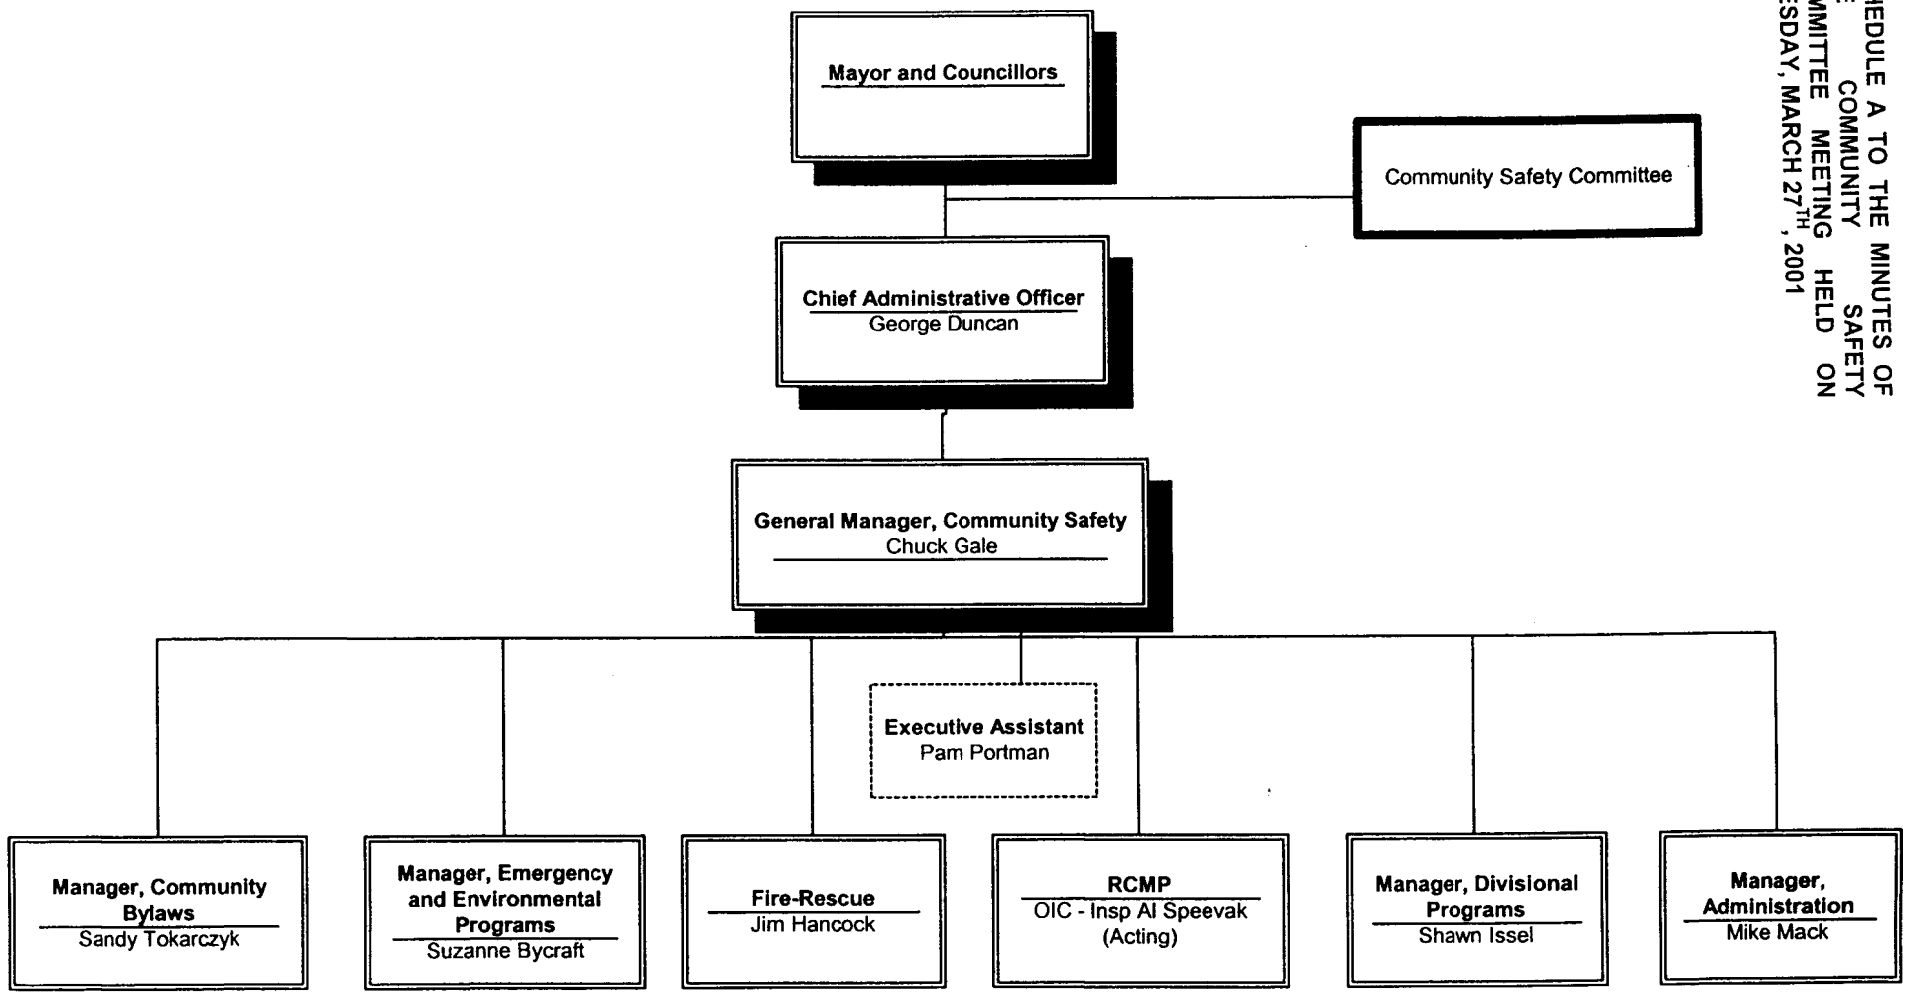 HEDULE A TO THE MINUTES OF
COMMUNITY SAFETY
MMITTEE MEETING HELD ON
ESDAY, MARCH 27TH, 2001
Mayor and Councillors
Community Safety Committee
Chief Administrative Officer
George Duncan
General Manager, Community Safety
Chuck Gale
Executive Assistant
Pam Portman
Manager, Community
Bylaws
Sandy Tokarczyk
Manager, Emergency
and Environmental
Programs
Suzanne Bycraft
Fire-Rescue
Jim Hancock
RCMP
OIC - Insp Al Speevak
(Acting)
Manager, Divisional
Programs
Shawn Issel
Manager,
Administration
Mike Mack